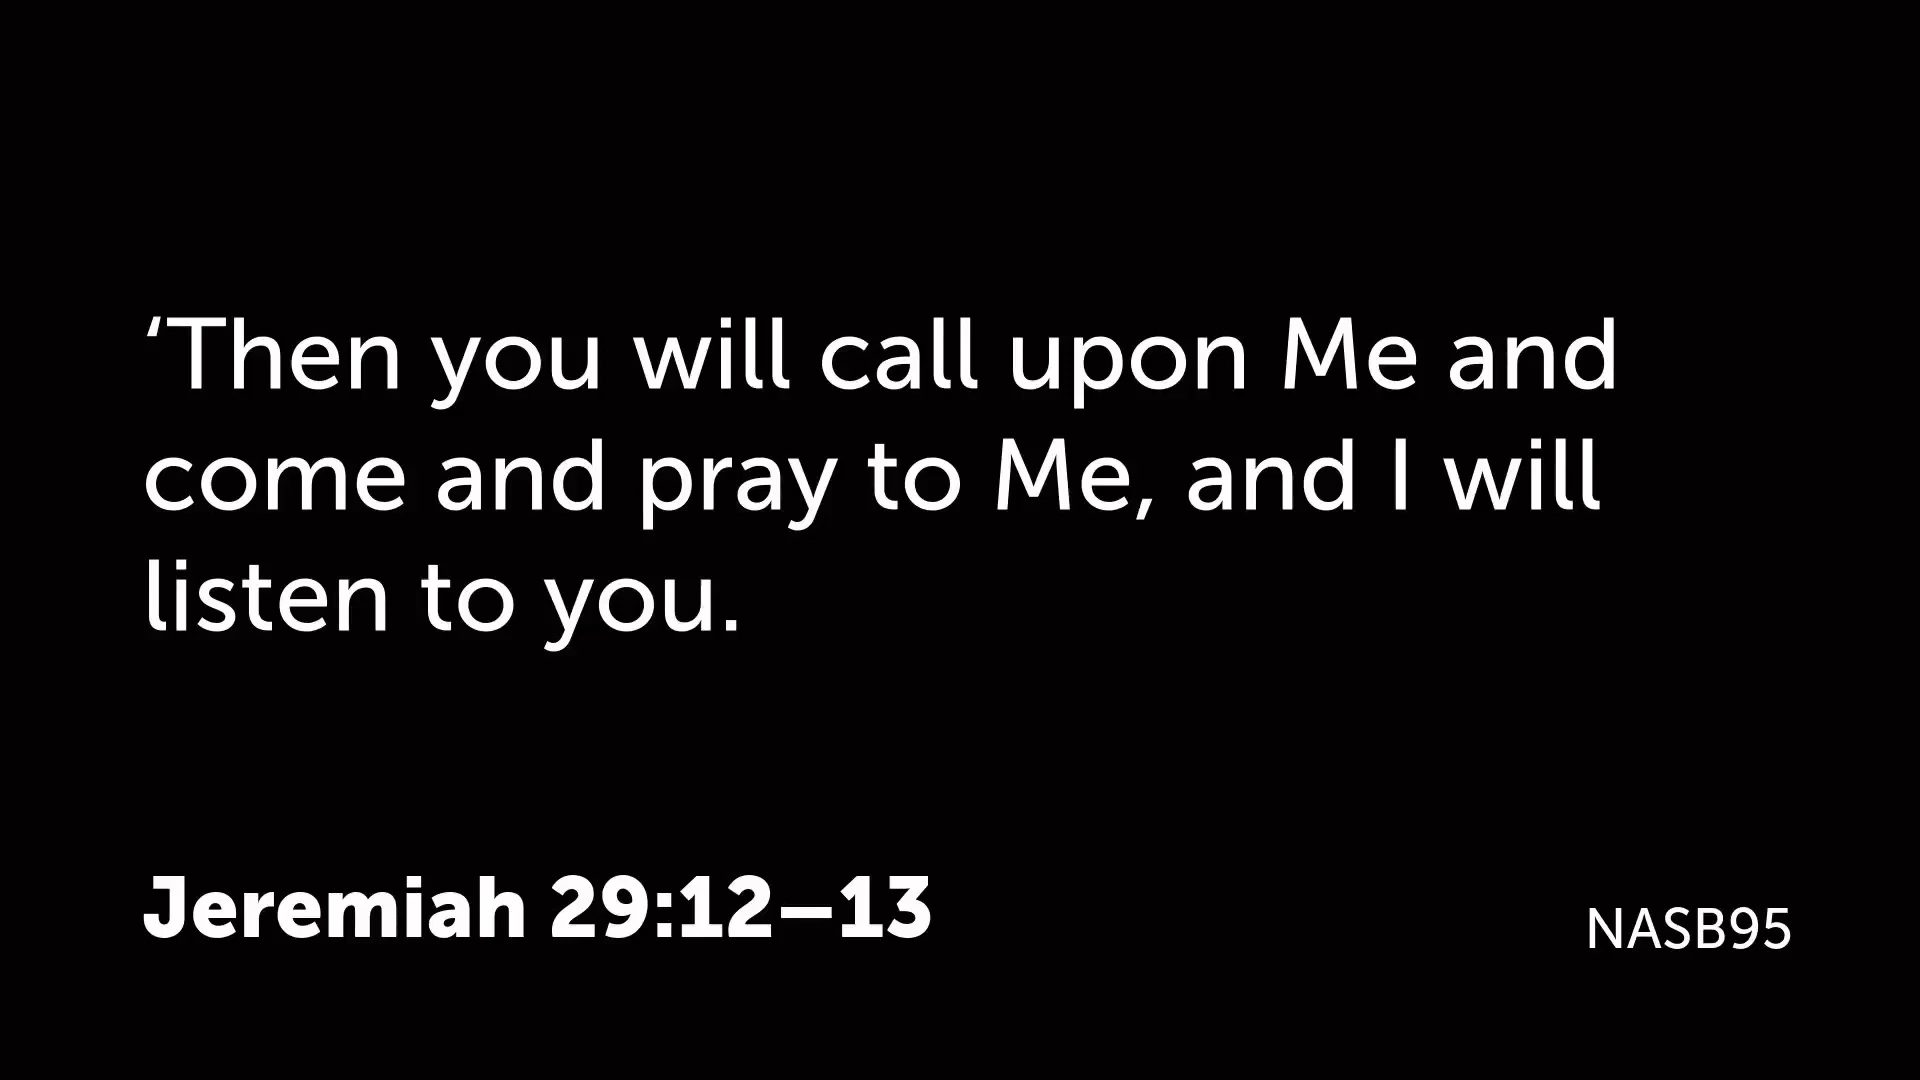 ‘Then you will call upon Me and
come and pray to Me, and I will
listen to you.
Jeremiah 29:12–13
NASB95